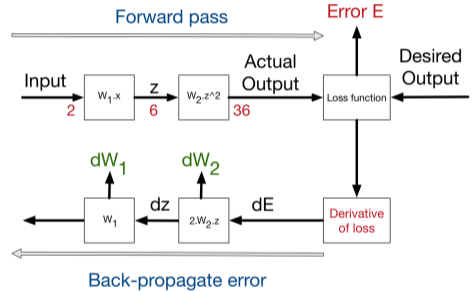 Forward pass
Error E
Input
2
W1.x
z
6
W2.z^2
36
Actual
Output
Loss function
Desired
Output
dW1
dW2
W1
dz
2.W2.z
dE
Derivative
of loss
Back-propagate error